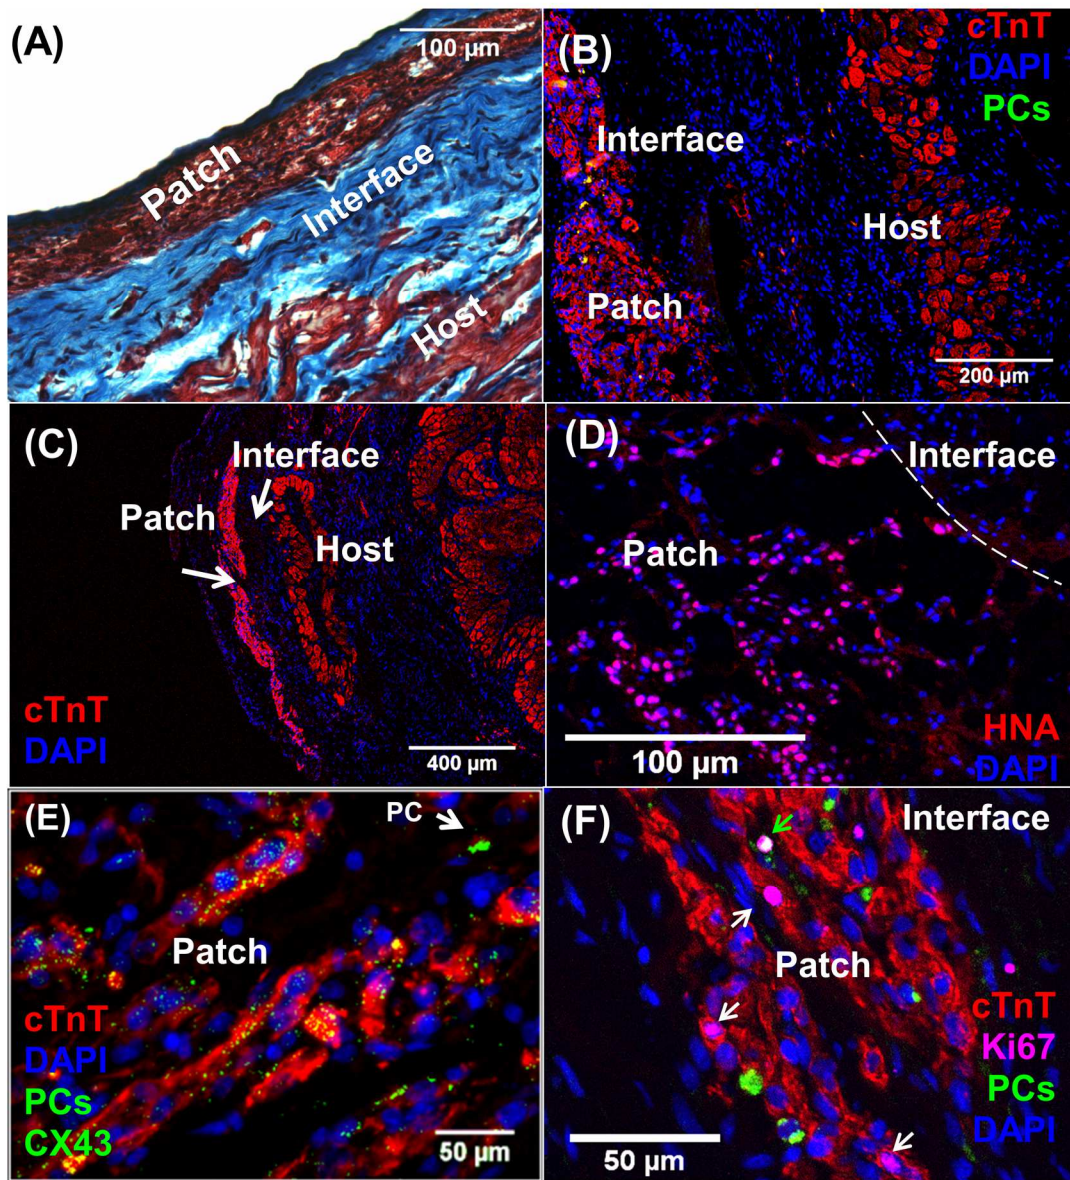 (A)
100 µm
Patch
Interface
Host
(B)
cTnT
DAPI
PCs
Interface
Host
Patch
200 µm
(C)
Interface
Patch
Host
cTnT
DAPI
400 µm
(D)
Interface
Patch
100 µm
HNA
DAPI
(E)
PC
Patch
cTnT
DAPI
PCs
CX43
50 µm
(F)
Interface
Patch
cTnT
Ki67
PCs
DAPI
50 µm